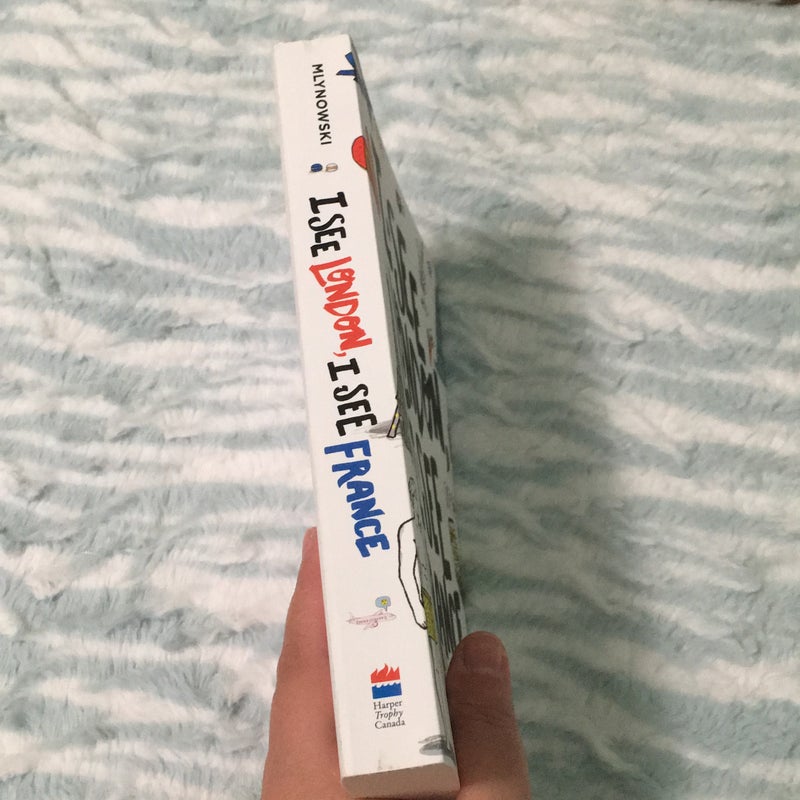 MLYNOWSKI
I SEE LONDON, I SEE FRANCE
Harper
Trophy
Canada